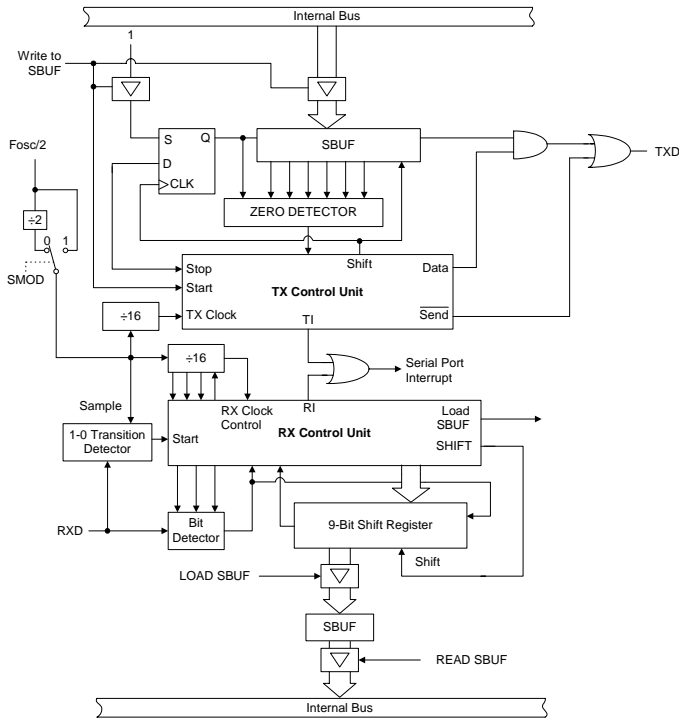 Internal Bus
1
Write to
SBUF
Fosc/2
S
Q
D
CLK
SBUF
TXD
÷2
0 1
SMOD
ZERO DETECTOR
Shift
Stop
Start
TX Clock
TX Control Unit
TI
Data
Send
÷16
÷16
Serial Port
Interrupt
Sample
1-0 Transition
Detector
Start
RX Clock
Control
RI
RX Control Unit
Load
SBUF
SHIFT
RXD
Bit
Detector
9-Bit Shift Register
Shift
LOAD SBUF
SBUF
READ SBUF
Internal Bus